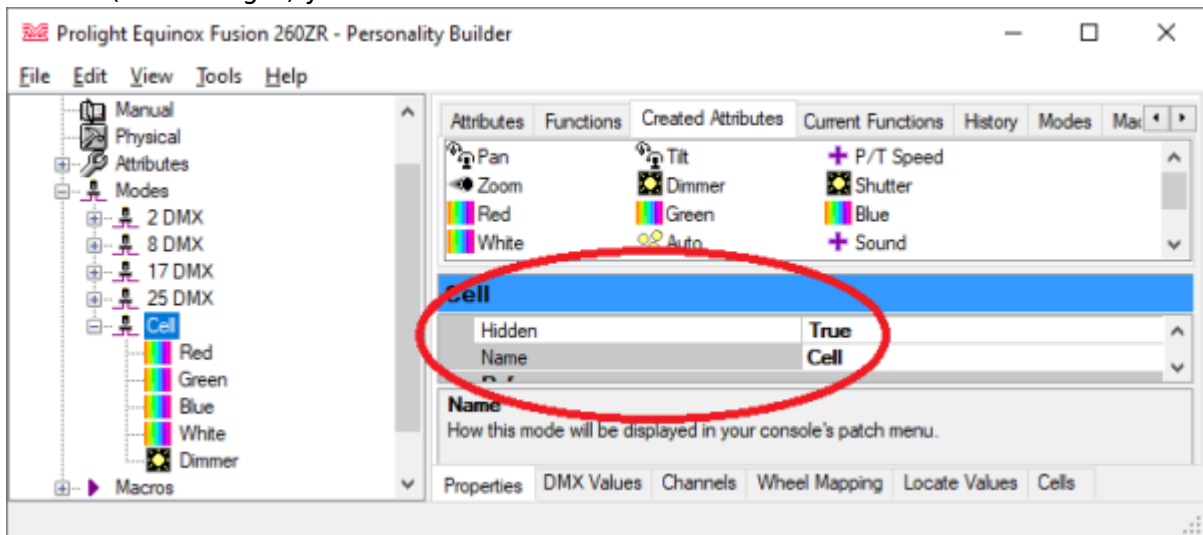 Prolight Equinox Fusion 260ZR - Personality Builder
File Edit View Tools Help
Manual
Physical
Attributes
Modes
2 DMX
8 DMX
17 DMX
25 DMX
Cell
Red
Green
Blue
White
Dimmer
Macros
Attributes Functions Created Attributes Current Functions History Modes
Pan Tilt P/T Speed
Zoom Dimmer Shutter
Red Green Blue
White Auto Sound
Cell
Hidden True
Name Cell
Name
How this mode will be displayed in your console's patch menu.
Properties DMX Values Channels Wheel Mapping Locate Values Cells